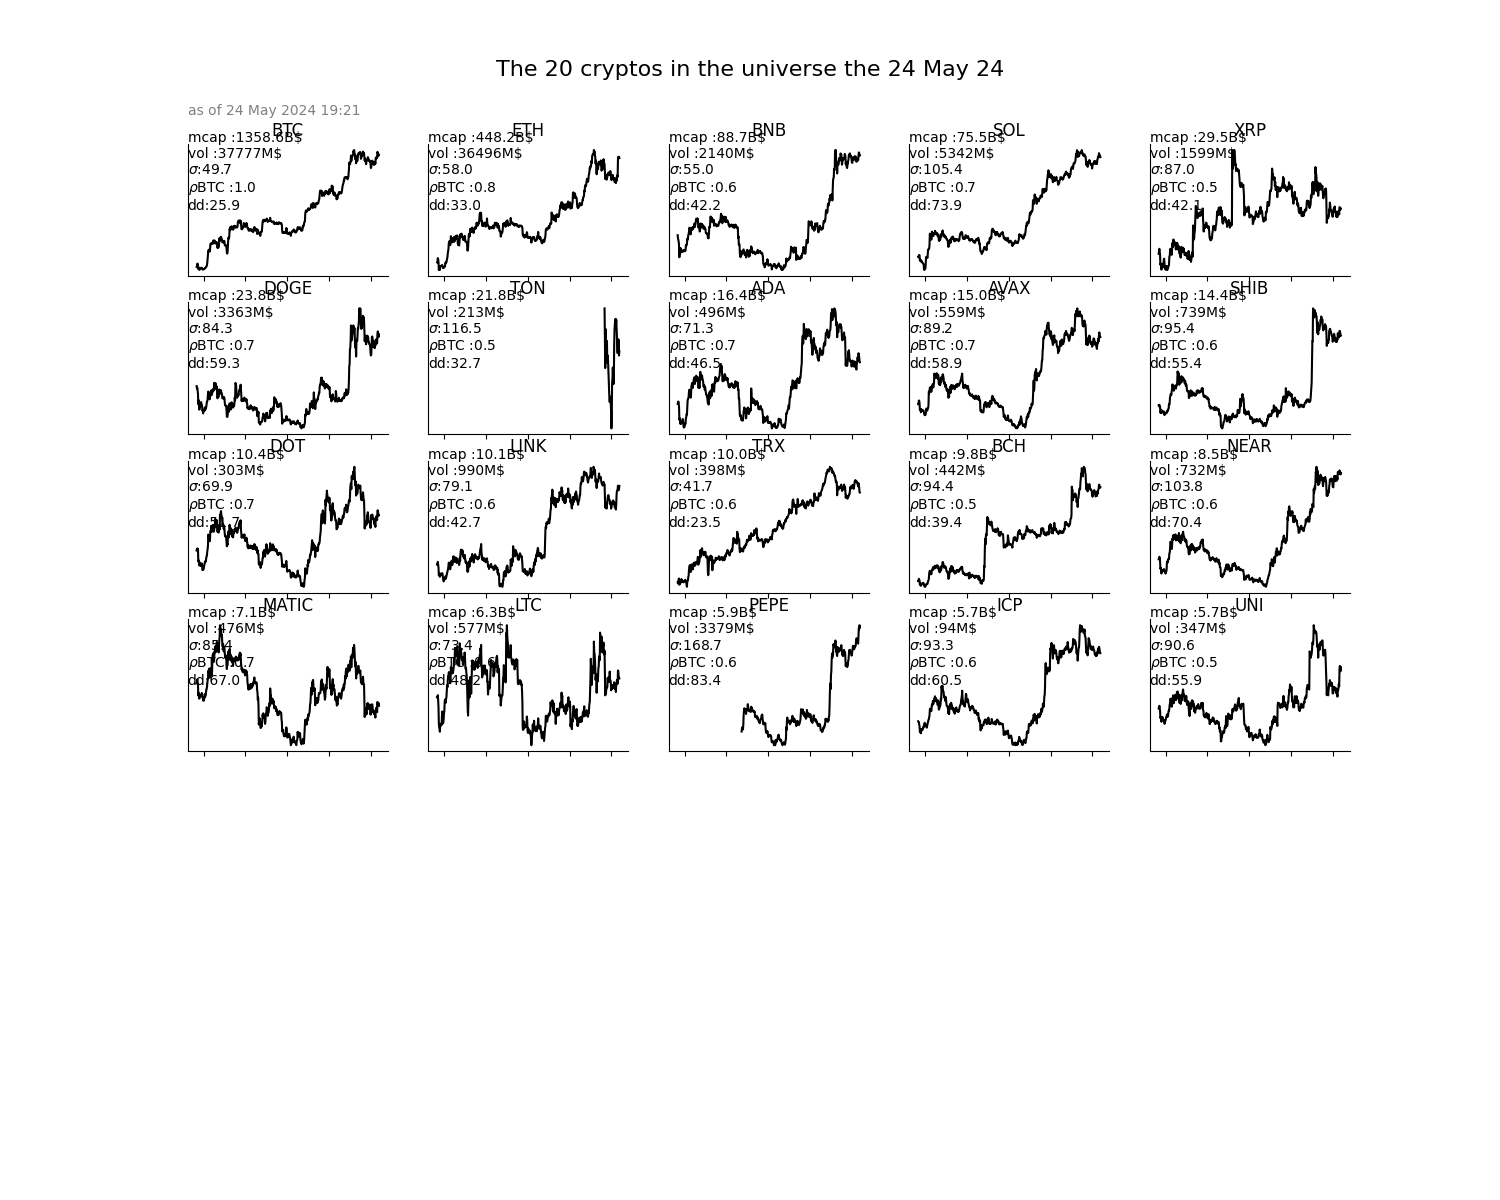 The 20 cryptos in the universe the 24 May 24
as of 24 May 2024 19:21
BTC
mcap :1358.6B$
vol :37777M$
σ:49.7
ρBTC :1.0
dd:25.9
ETH
mcap :448.2B$
vol :36496M$
σ:58.0
ρBTC :0.8
dd:33.0
BNB
mcap :88.7B$
vol :2140M$
σ:55.0
ρBTC :0.6
dd:42.2
SOL
mcap :75.5B$
vol :5342M$
σ:105.4
ρBTC :0.7
dd:73.9
XRP
mcap :29.5B$
vol :1599M$
σ:87.0
ρBTC :0.5
dd:42.1
DOGE
mcap :23.8B$
vol :3363M$
σ:84.3
ρBTC :0.7
dd:59.3
TON
mcap :21.8B$
vol :213M$
σ:116.5
ρBTC :0.5
dd:32.7
ADA
mcap :16.4B$
vol :496M$
σ:71.3
ρBTC :0.7
dd:46.5
AVAX
mcap :15.0B$
vol :559M$
σ:89.2
ρBTC :0.7
dd:58.9
SHIB
mcap :14.4B$
vol :739M$
σ:95.4
ρBTC :0.6
dd:55.4
DOT
mcap :10.4B$
vol :303M$
σ:69.9
ρBTC :0.7
LINK
mcap :10.1B$
vol :990M$
σ:79.1
ρBTC :0.6
dd:42.7
TRX
mcap :10.0B$
vol :398M$
σ:41.7
ρBTC :0.6
dd:23.5
BCH
mcap :9.8B$
vol :442M$
σ:94.4
ρBTC :0.5
dd:39.4
NEAR
mcap :8.5B$
vol :732M$
σ:103.8
ρBTC :0.6
dd:70.4
MATIC
mcap :7.1B$
vol :476M$
σ:85.4
ρBTC :0.7
dd:67.0
LTC
mcap :6.3B$
vol :577M$
σ:73.4
ρBTC :0.6
dd:48.2
PEPE
mcap :5.9B$
vol :3379M$
σ:168.7
ρBTC :0.6
dd:83.4
ICP
mcap :5.7B$
vol :94M$
σ:93.3
ρBTC :0.6
dd:60.5
UNI
mcap :5.7B$
vol :347M$
σ:90.6
ρBTC :0.5
dd:55.9